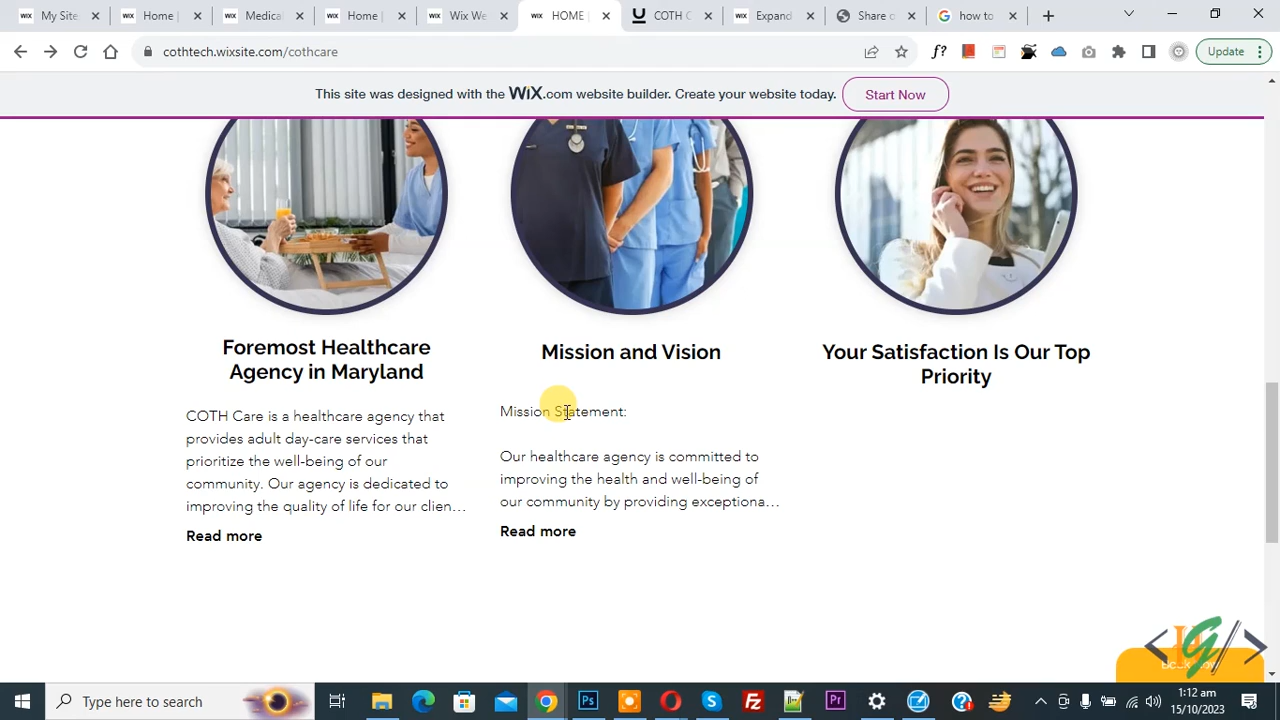 My Site
Home |
Medical
Home |
Wix We
HOME |
COTH C
Expand
Share c
how to
cothtech.wixsite.com/cothcare
f?
Update
This site was designed with the WiX.com website builder. Create your website today.
Start Now
Foremost Healthcare
Agency in Maryland
COTH Care is a healthcare agency that
provides adult day-care services that
prioritize the well-being of our
community. Our agency is dedicated to
improving the quality of life for our clien...
Read more
Mission and Vision
Mission Statement:
Our healthcare agency is committed to
improving the health and well-being of
our community by providing exceptiona...
Read more
Your Satisfaction Is Our Top
Priority
Type here to search
1:12 am
15/10/2023